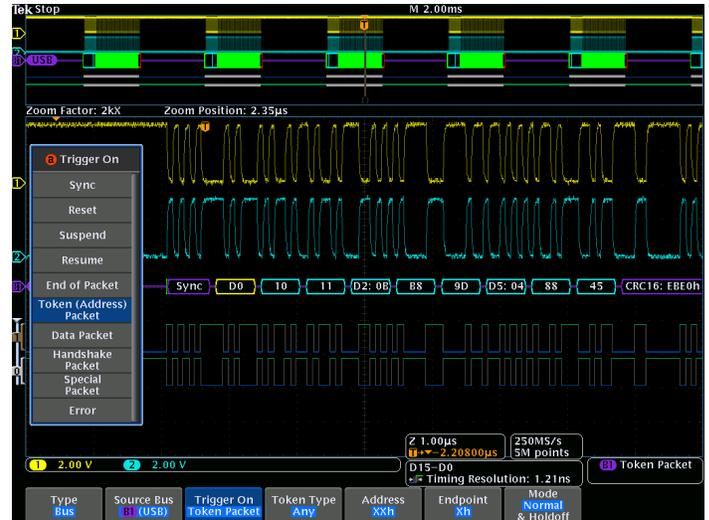 Tek Stop
M 2.00ms
T
1
2
B1 USB
Zoom Factor: 2kX
Zoom Position: 2.35µs
T
a Trigger On
Sync
Reset
Suspend
Resume
End of Packet
Token (Address)
Packet
Data Packet
Handshake
Packet
Special
Packet
Error
1
2
B1
Sync
D0
10
11
D2: 0B
B8
9D
D5: 04
88
45
CRC16: EBE0h
1 2.00 V
2 2.00 V
Z 1.00µs
T→▼-2.20800µs
250MS/s
5M points
D15-D0
Timing Resolution: 1.21ns
B1 Token Packet
Type
Bus
Source Bus
B1 (USB)
Trigger On
Token Packet
Token Type
Any
Address
XXh
Endpoint
Xh
Mode
Normal
& Holdoff